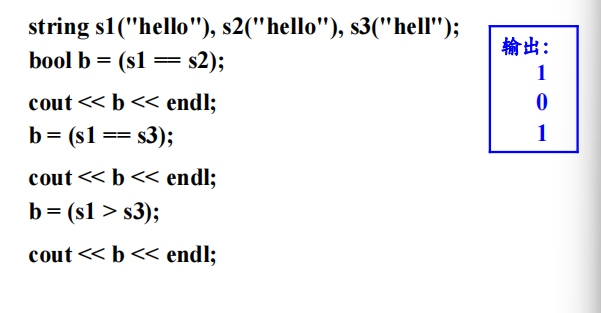 string s1("hello"), s2("hello"), s3("hell");
bool b = (s1 == s2);
cout << b << endl;
b = (s1 == s3);
cout << b << endl;
b = (s1 > s3);
cout << b << endl;
输出:
1
0
1